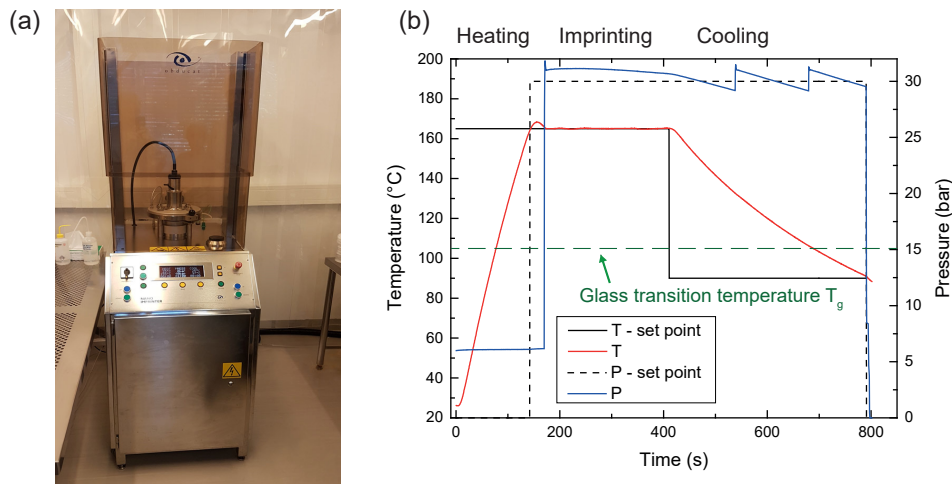 (a)
obducat
(b)
Heating Imprinting Cooling
200
180
160
140
120
100
80
60
40
20
Temperature (°C)
30
25
20
15
10
5
0
Pressure (bar)
Glass transition temperature Tg
T - set point
T
P - set point
P
0 200 400 600 800
Time (s)